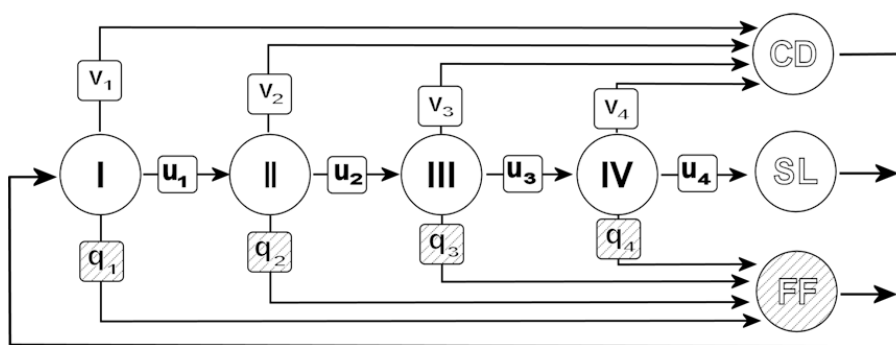 v₁
v₂
v₃
v₄
CD
I
u₁
II
u₂
III
u₃
IV
u₄
SL
q₁
q₂
q₃
q₄
FF